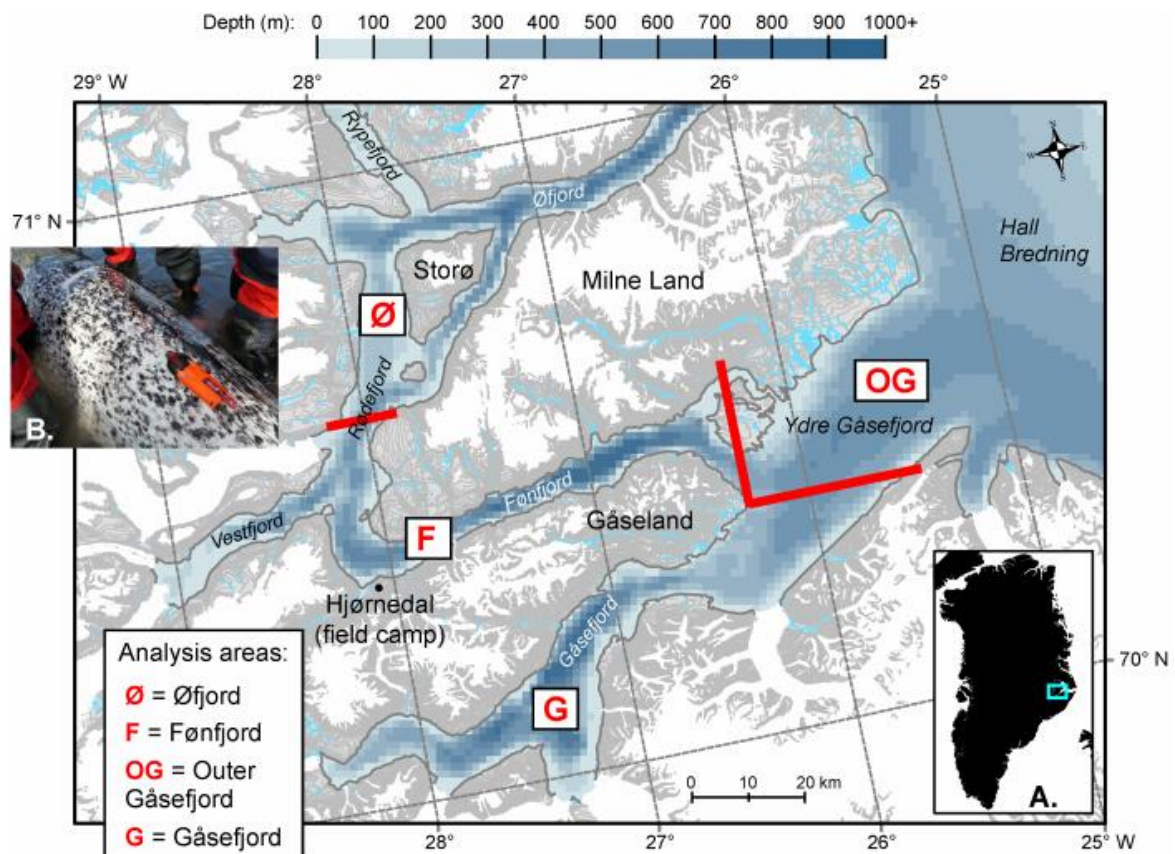 Depth (m): 0 100 200 300 400 500 600 700 800 900 1000+
29° W 28° 27° 26° 25°
Rypefjord
Øfjord
71° N
Hall
Bredning
Storø
Milne Land
Ø
OG
Rødefjord
B.
Ydre Gåsefjord
Fønfjord
Gåseland
Vestfjord
F
Hjørnedal
(field camp)
Gåsefjord
70° N
Analysis areas:
Ø = Øfjord
F = Fønfjord
OG = Outer
Gåsefjord
G = Gåsefjord
G
0 10 20 km
A.
28° 27° 26° 25° W